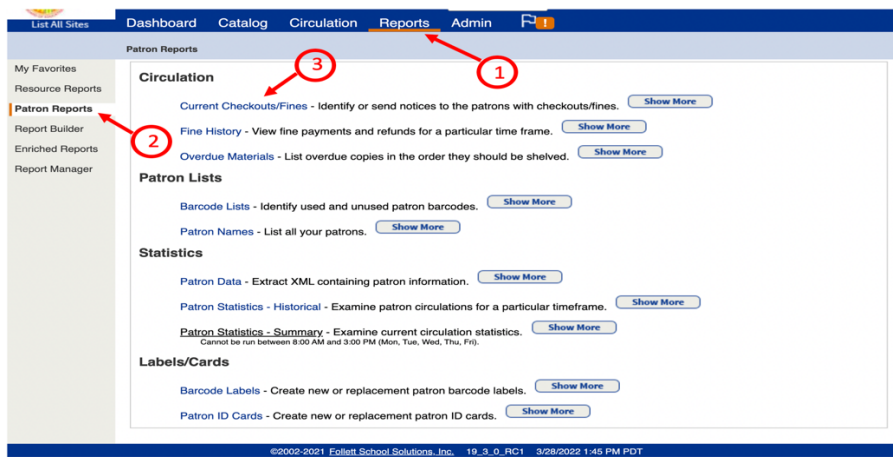 List All Sites Dashboard Catalog Circulation Reports Admin !
Patron Reports
My Favorites
Resource Reports
Patron Reports
Report Builder
Enriched Reports
Report Manager
1
2
3
Circulation
Current Checkouts/Fines - Identify or send notices to the patrons with checkouts/fines. Show More
Fine History - View fine payments and refunds for a particular time frame. Show More
Overdue Materials - List overdue copies in the order they should be shelved. Show More
Patron Lists
Barcode Lists - Identify used and unused patron barcodes. Show More
Patron Names - List all your patrons. Show More
Statistics
Patron Data - Extract XML containing patron information. Show More
Patron Statistics - Historical - Examine patron circulations for a particular timeframe. Show More
Patron Statistics - Summary - Examine current circulation statistics. Show More
Cannot be run between 8:00 AM and 3:00 PM (Mon, Tue, Wed, Thu, Fri).
Labels/Cards
Barcode Labels - Create new or replacement patron barcode labels. Show More
Patron ID Cards - Create new or replacement patron ID cards. Show More
©2002-2021 Follett School Solutions, Inc. 19_3_0_RC1 3/28/2022 1:45 PM PDT